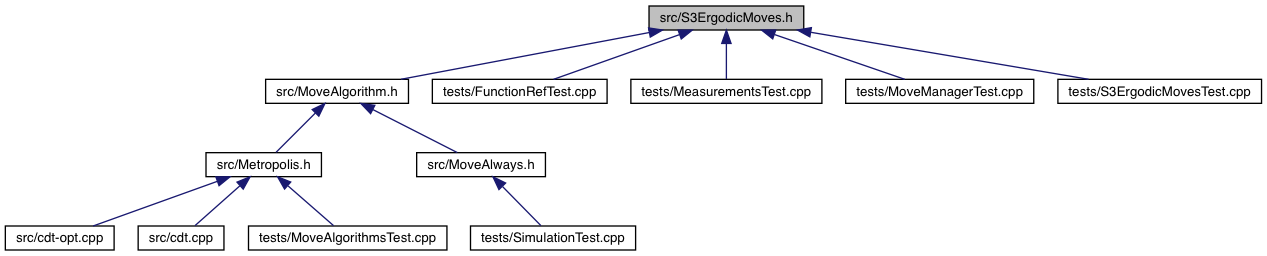 src/S3ErgodicMoves.h
src/MoveAlgorithm.h
tests/FunctionRefTest.cpp
tests/MeasurementsTest.cpp
tests/MoveManagerTest.cpp
tests/S3ErgodicMovesTest.cpp
src/Metropolis.h
src/MoveAlways.h
src/cdt-opt.cpp
src/cdt.cpp
tests/MoveAlgorithmsTest.cpp
tests/SimulationTest.cpp